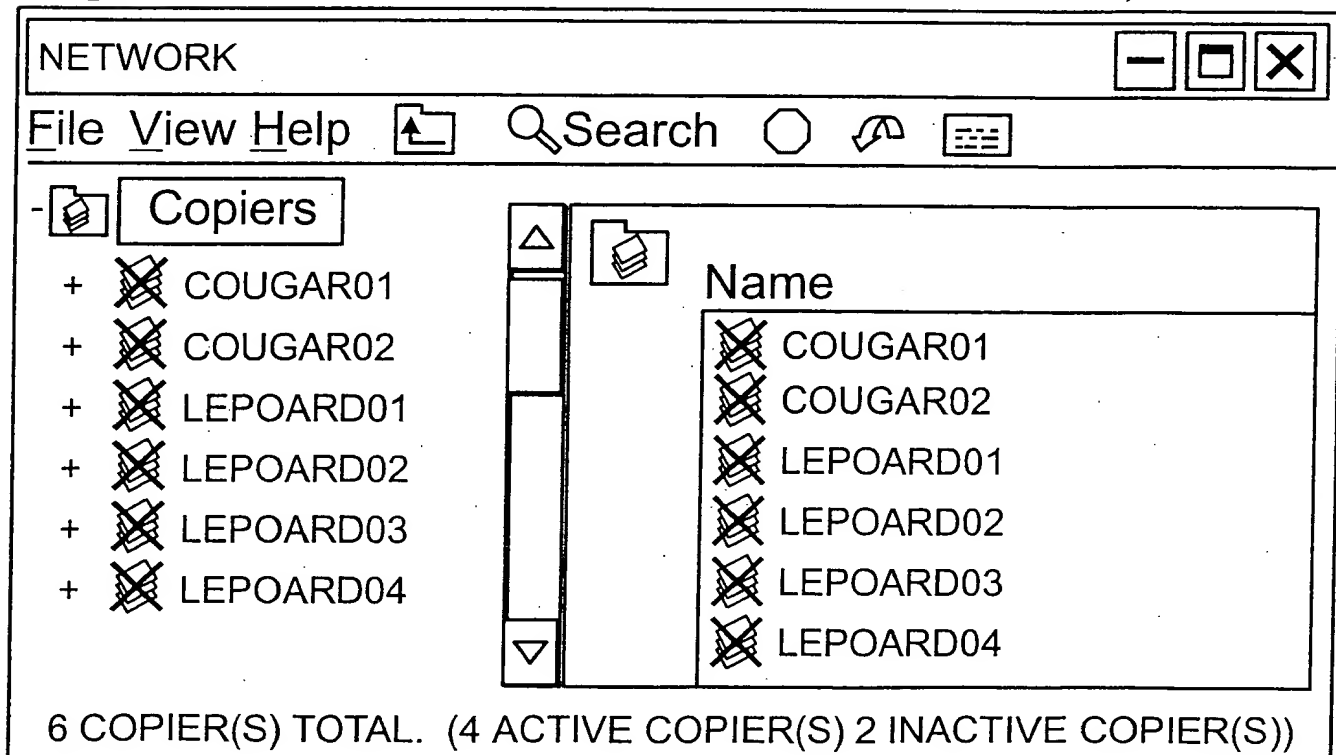 NETWORK
File View Help Search
- Copiers
+ COUGAR01
+ COUGAR02
+ LEPOARD01
+ LEPOARD02
+ LEPOARD03
+ LEPOARD04
Name
COUGAR01
COUGAR02
LEPOARD01
LEPOARD02
LEPOARD03
LEPOARD04
6 COPIER(S) TOTAL. (4 ACTIVE COPIER(S) 2 INACTIVE COPIER(S))